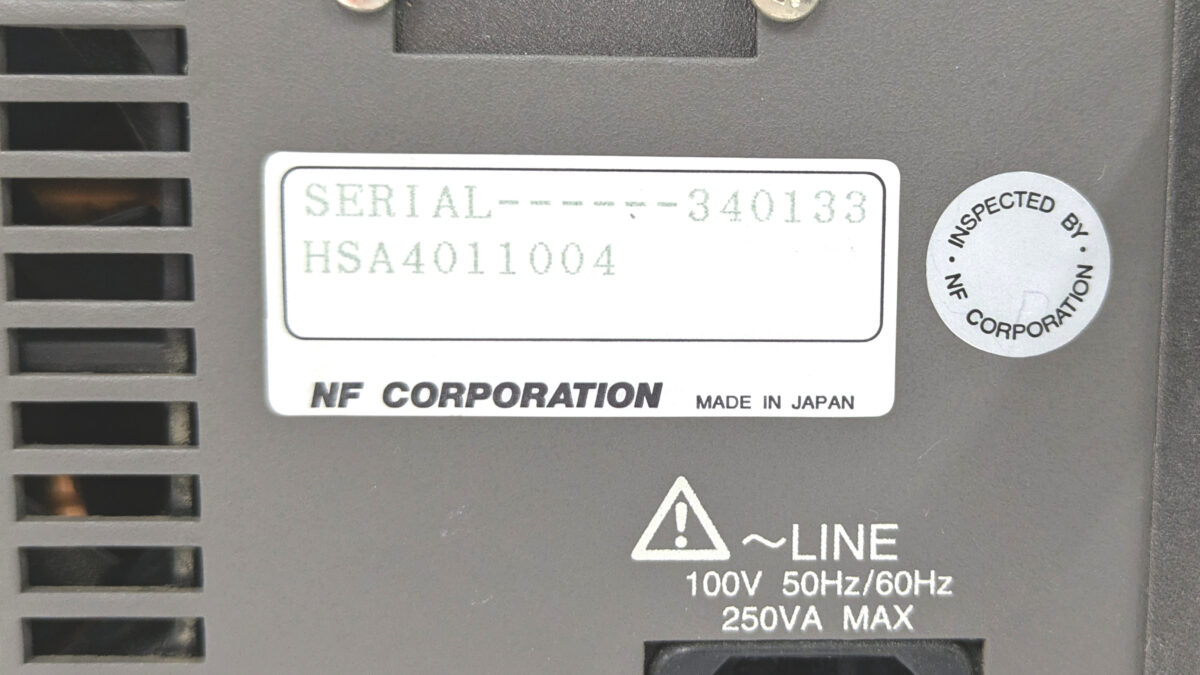 SERIAL------340133
HSA4011004
NF CORPORATION MADE IN JAPAN
· INSPECTED BY ·
NF CORPORATION
~LINE
100V 50Hz/60Hz
250VA MAX